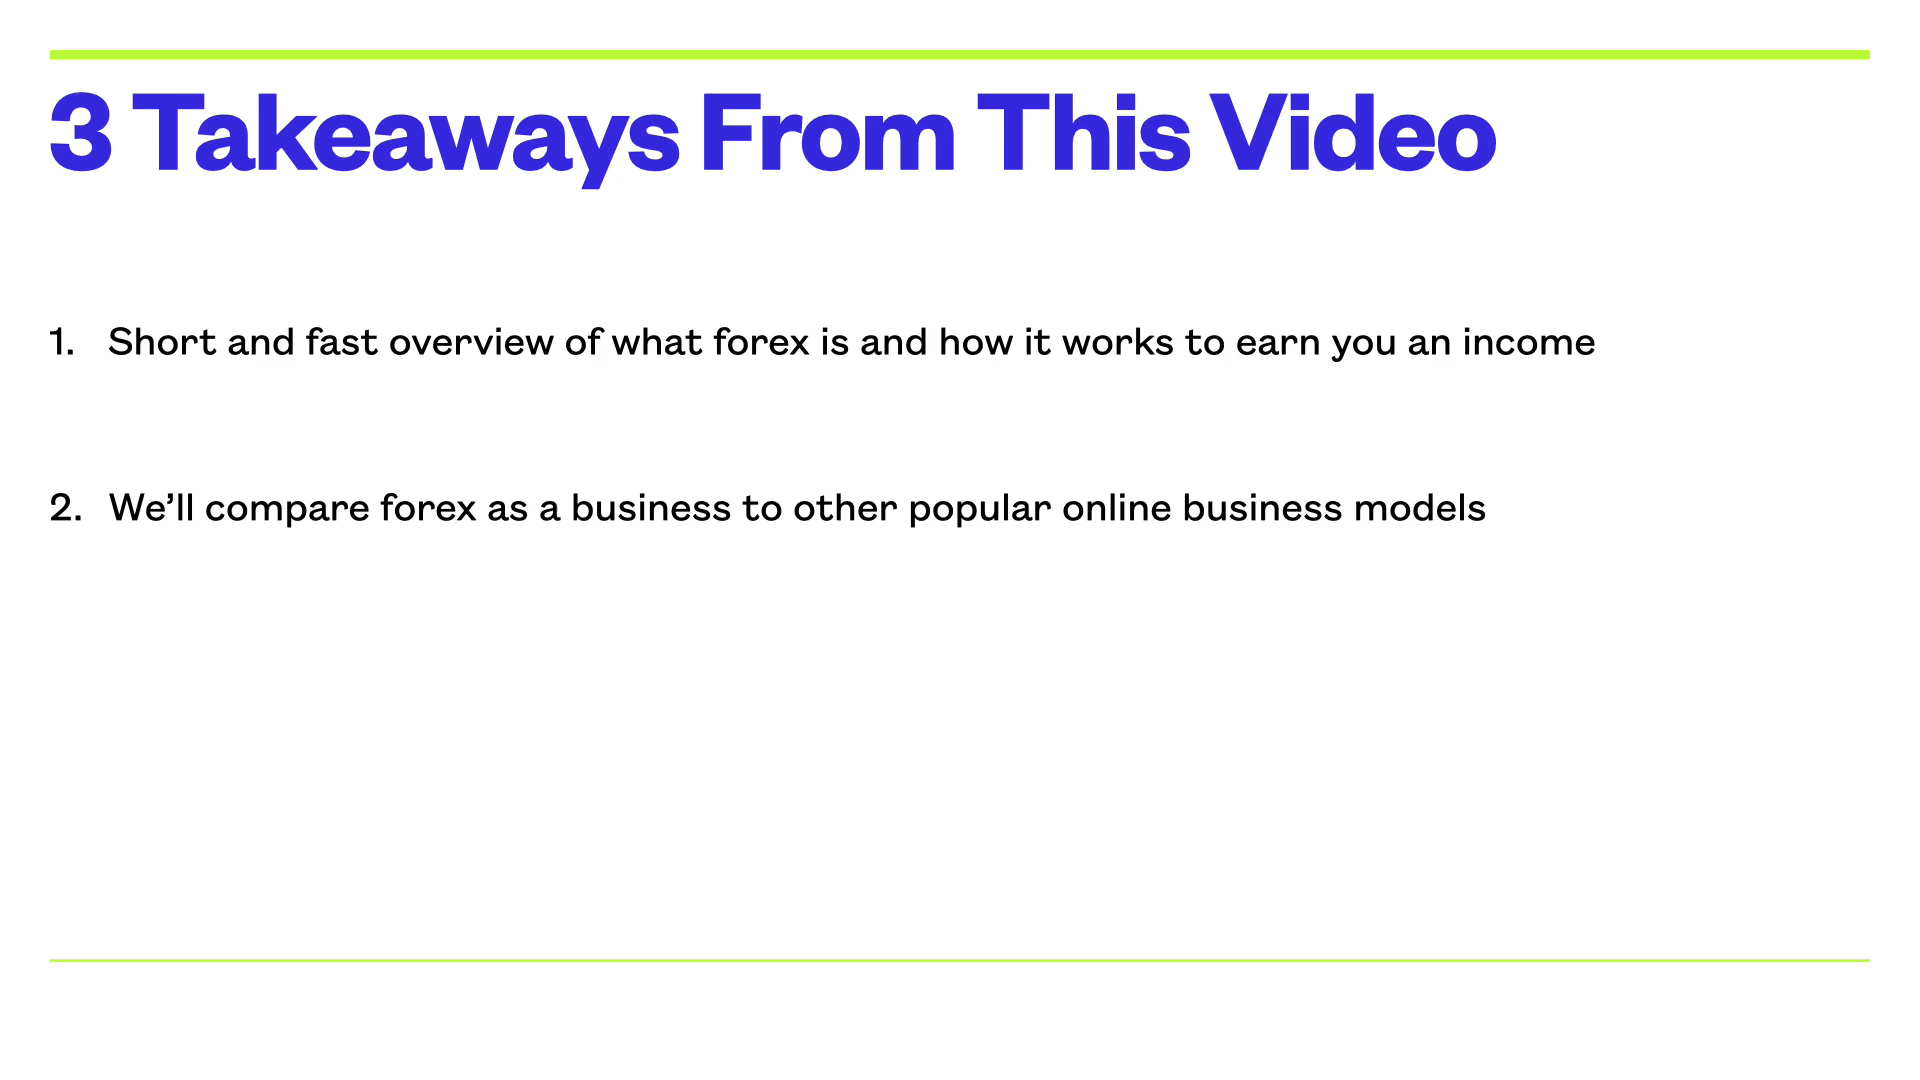 3 Takeaways From This Video
1. Short and fast overview of what forex is and how it works to earn you an income
2. We’ll compare forex as a business to other popular online business models